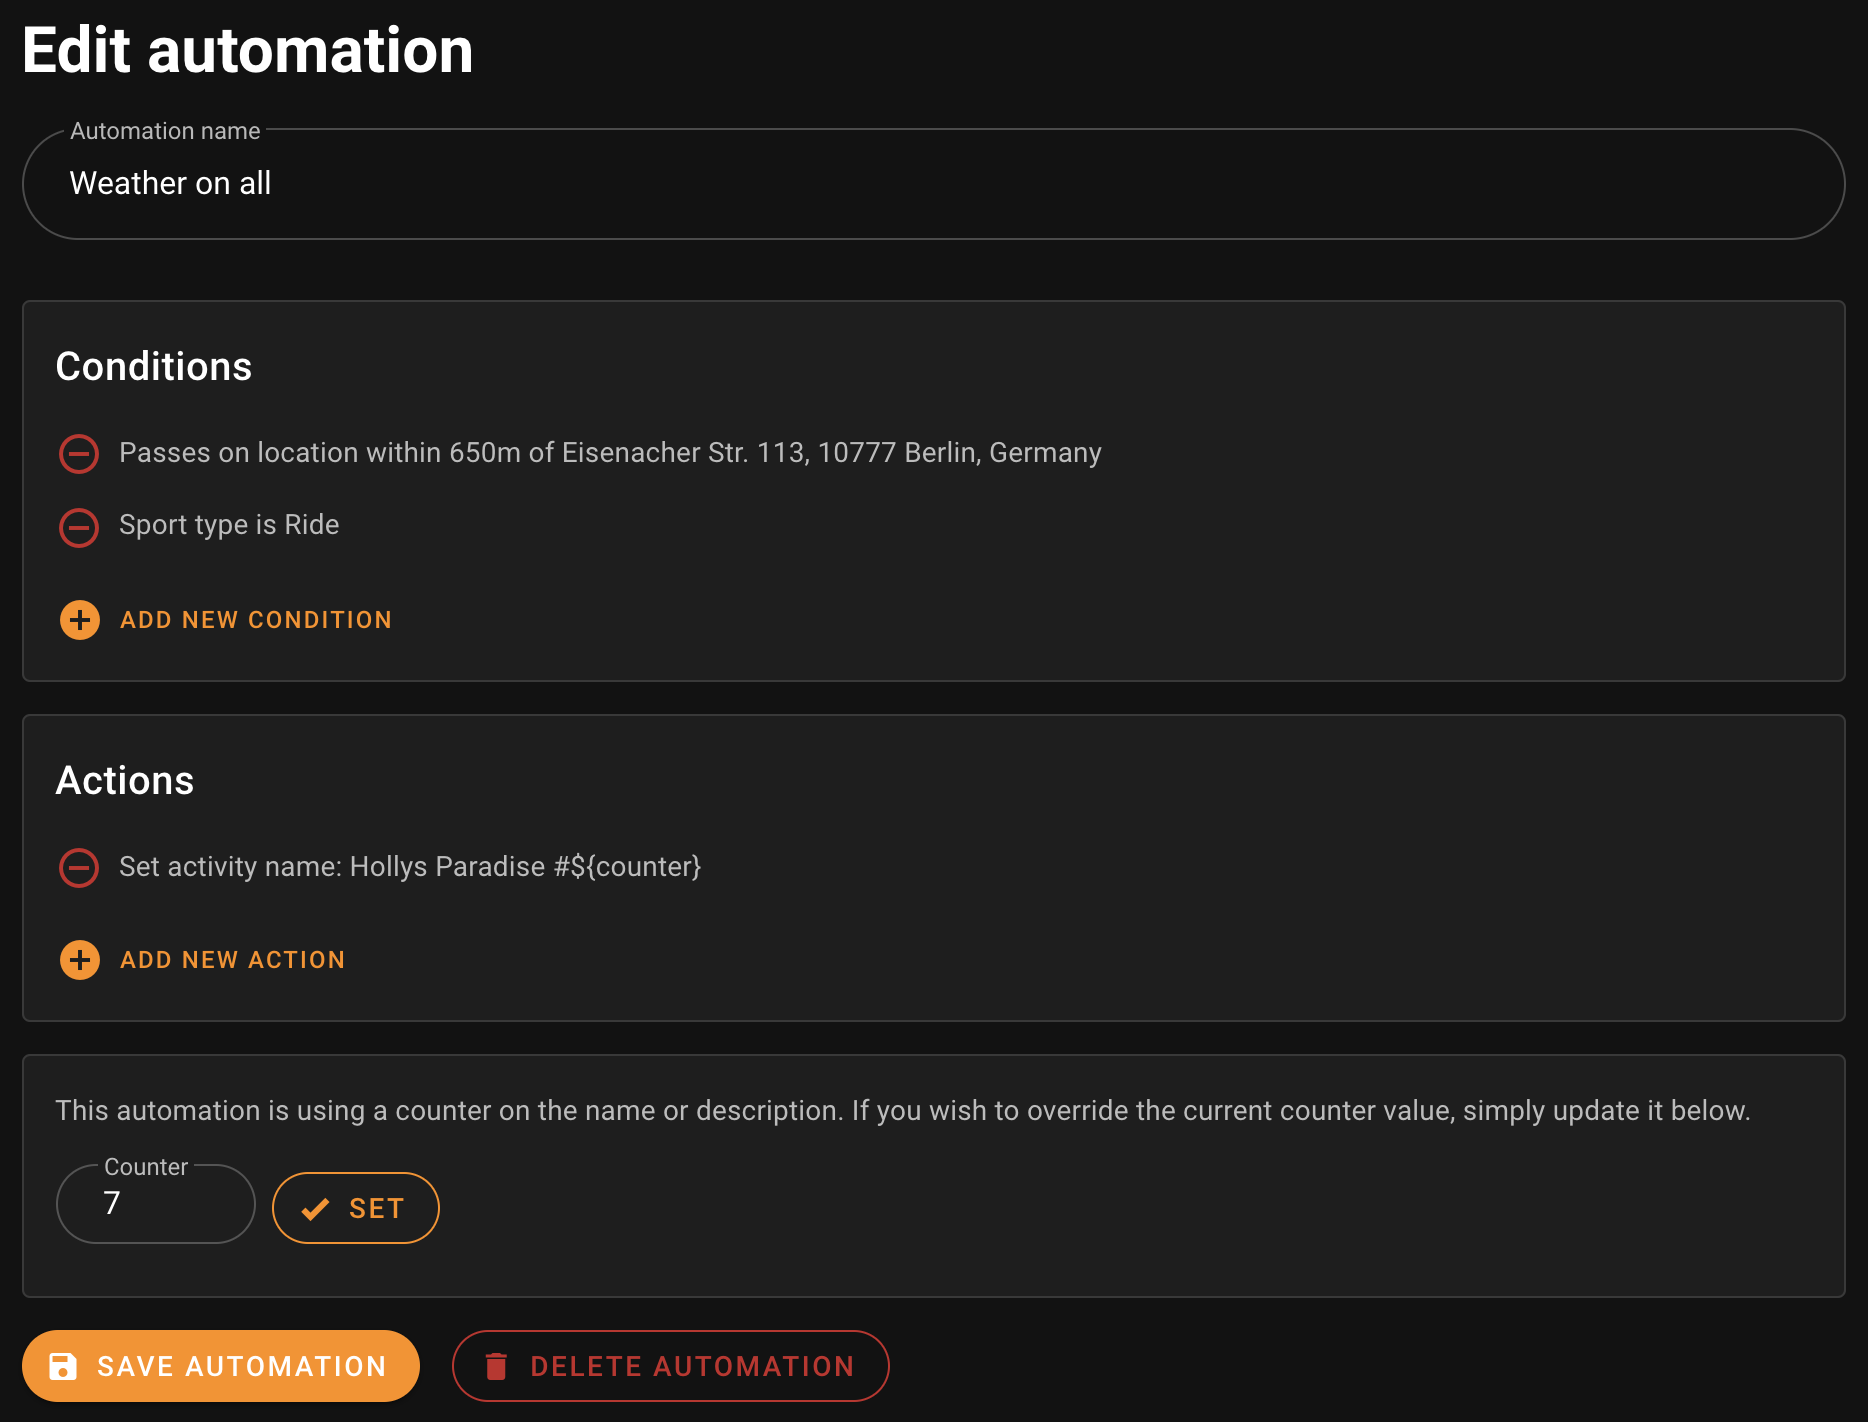 Edit automation
Automation name
Weather on all
Conditions
Passes on location within 650m of Eisenacher Str. 113, 10777 Berlin, Germany
Sport type is Ride
ADD NEW CONDITION
Actions
Set activity name: Hollys Paradise #${counter}
ADD NEW ACTION
This automation is using a counter on the name or description. If you wish to override the current counter value, simply update it below.
Counter
7
SET
SAVE AUTOMATION
DELETE AUTOMATION